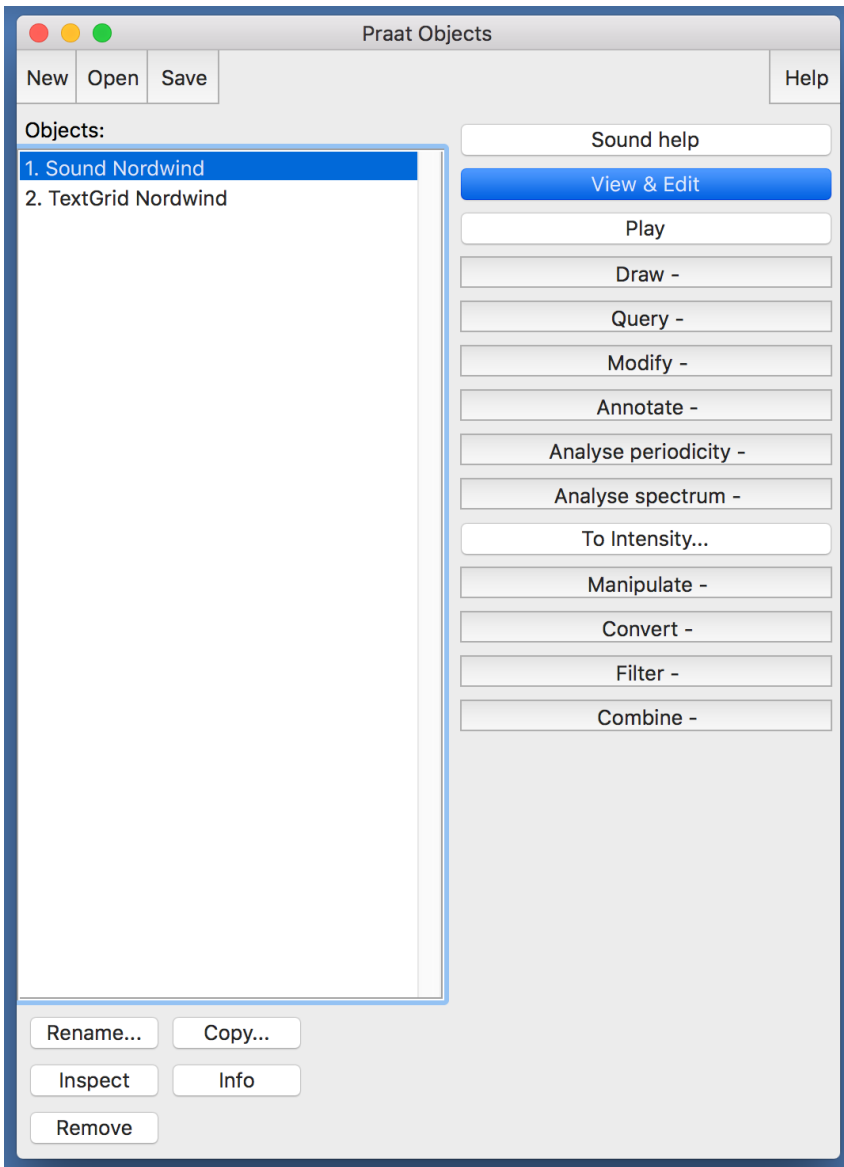 Praat Objects
New Open Save Help
Objects:
1. Sound Nordwind
2. TextGrid Nordwind
Sound help
View & Edit
Play
Draw -
Query -
Modify -
Annotate -
Analyse periodicity -
Analyse spectrum -
To Intensity...
Manipulate -
Convert -
Filter -
Combine -
Rename... Copy...
Inspect Info
Remove